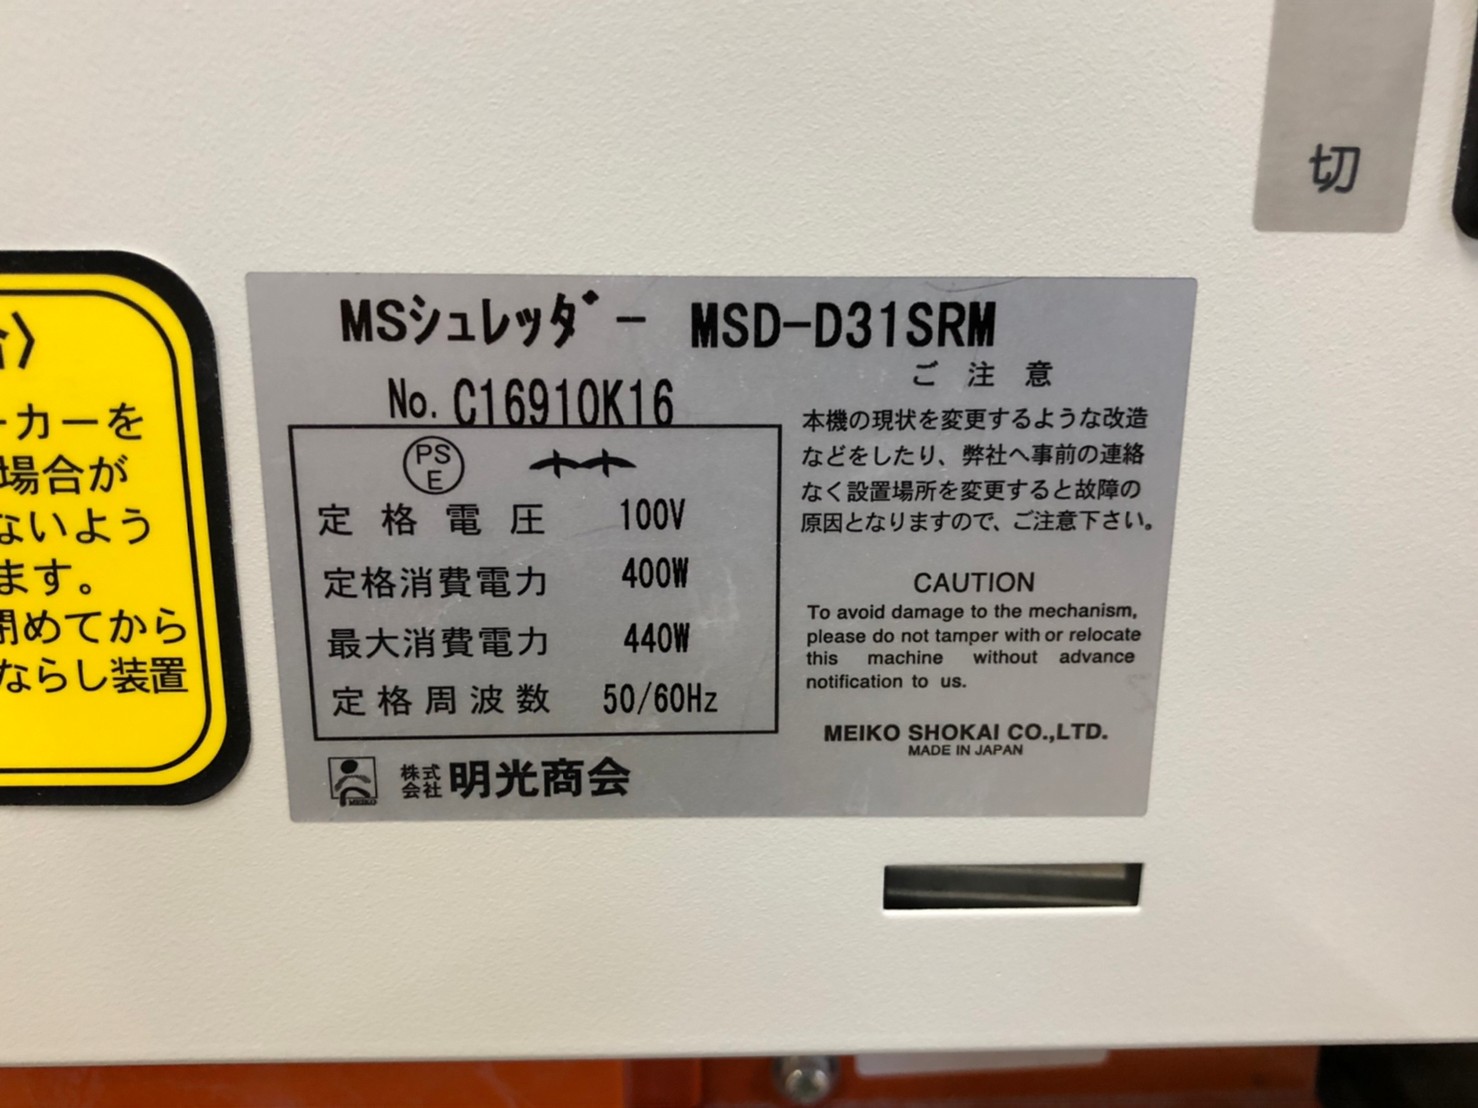 切
MSシュレッダー MSD-D31SRM
No. C16910K16
PS
E
定格電圧 100V
定格消費電力 400W
最大消費電力 440W
定格周波数 50/60Hz
MEIKO
株式会社 明光商会
ご注意
本機の現状を変更するような改造
などをしたり、弊社へ事前の連絡
なく設置場所を変更すると故障の
原因となりますので、ご注意下さい。
CAUTION
To avoid damage to the mechanism,
please do not tamper with or relocate
this machine without advance
notification to us.
MEIKO SHOKAI CO.,LTD.
MADE IN JAPAN
ーカーを
場合が
ないよう
ます。
閉めてから
ならし装置